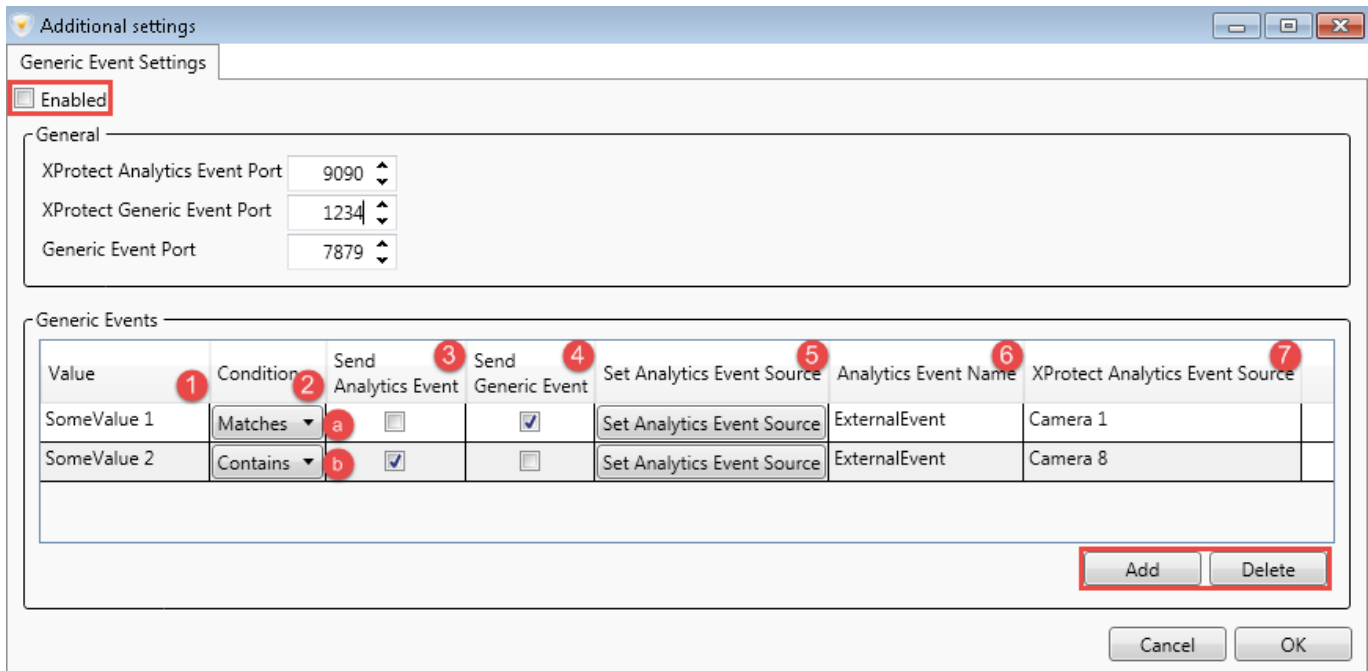 Additional settings
Generic Event Settings
Enabled
General
XProtect Analytics Event Port 9090
XProtect Generic Event Port 1234
Generic Event Port 7879
Generic Events
Value 1 Condition 2 Send Analytics Event 3 Send Generic Event 4 Set Analytics Event Source 5 Analytics Event Name 6 XProtect Analytics Event Source 7
SomeValue 1 Matches a Set Analytics Event Source ExternalEvent Camera 1
SomeValue 2 Contains b Set Analytics Event Source ExternalEvent Camera 8
Add Delete
Cancel OK